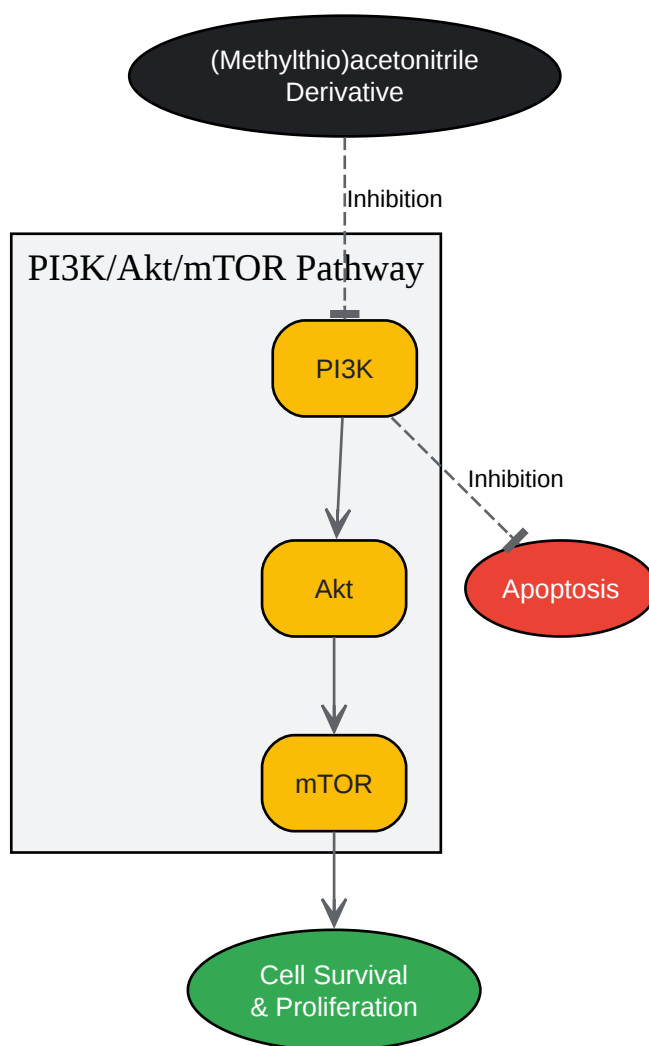 (Methylthio)acetonitrile
Derivative
Inhibition
PI3K/Akt/mTOR Pathway
PI3K
Inhibition
Akt
Apoptosis
mTOR
Cell Survival
& Proliferation